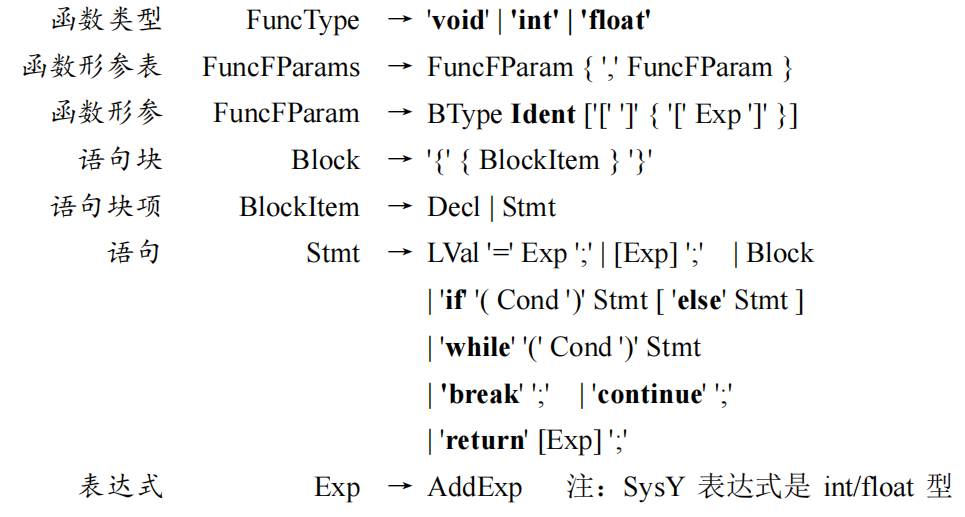 函数类型 FuncType → 'void' | 'int' | 'float'
函数形参表 FuncFParams → FuncFParam { ',' FuncFParam }
函数形参 FuncFParam → BType Ident ['[' ']' { '[' Exp ']' }]
语句块 Block → '{' { BlockItem } '}'
语句块项 BlockItem → Decl | Stmt
语句 Stmt → LVal '=' Exp ';' | [Exp] ';' | Block
| 'if' '( Cond ')' Stmt [ 'else' Stmt ]
| 'while' '(' Cond ')' Stmt
| 'break' ';' | 'continue' ';'
| 'return' [Exp] ';'
表达式 Exp → AddExp 注：SysY 表达式是 int/float 型